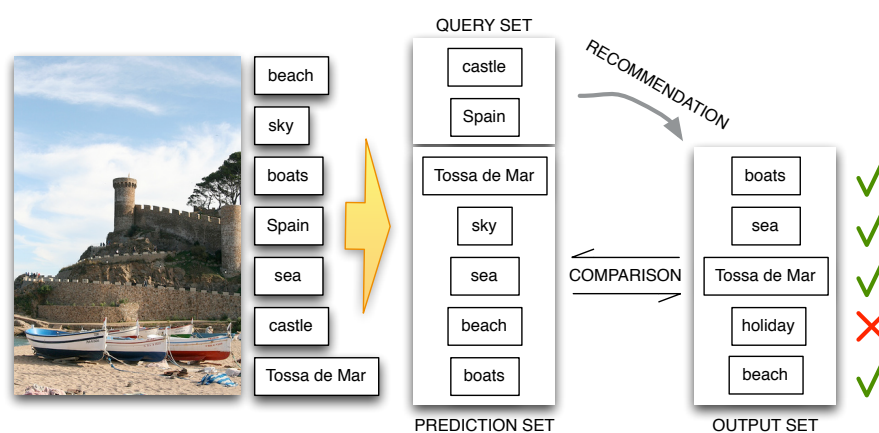 beach
sky
boats
Spain
sea
castle
Tossa de Mar
QUERY SET
castle
Spain
Tossa de Mar
sky
sea
beach
boats
PREDICTION SET
RECOMMENDATION
COMPARISON
boats
sea
Tossa de Mar
holiday
beach
OUTPUT SET